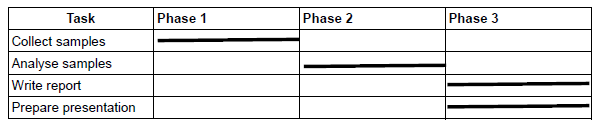 Task Phase 1 Phase 2 Phase 3
Collect samples
Analyse samples
Write report
Prepare presentation